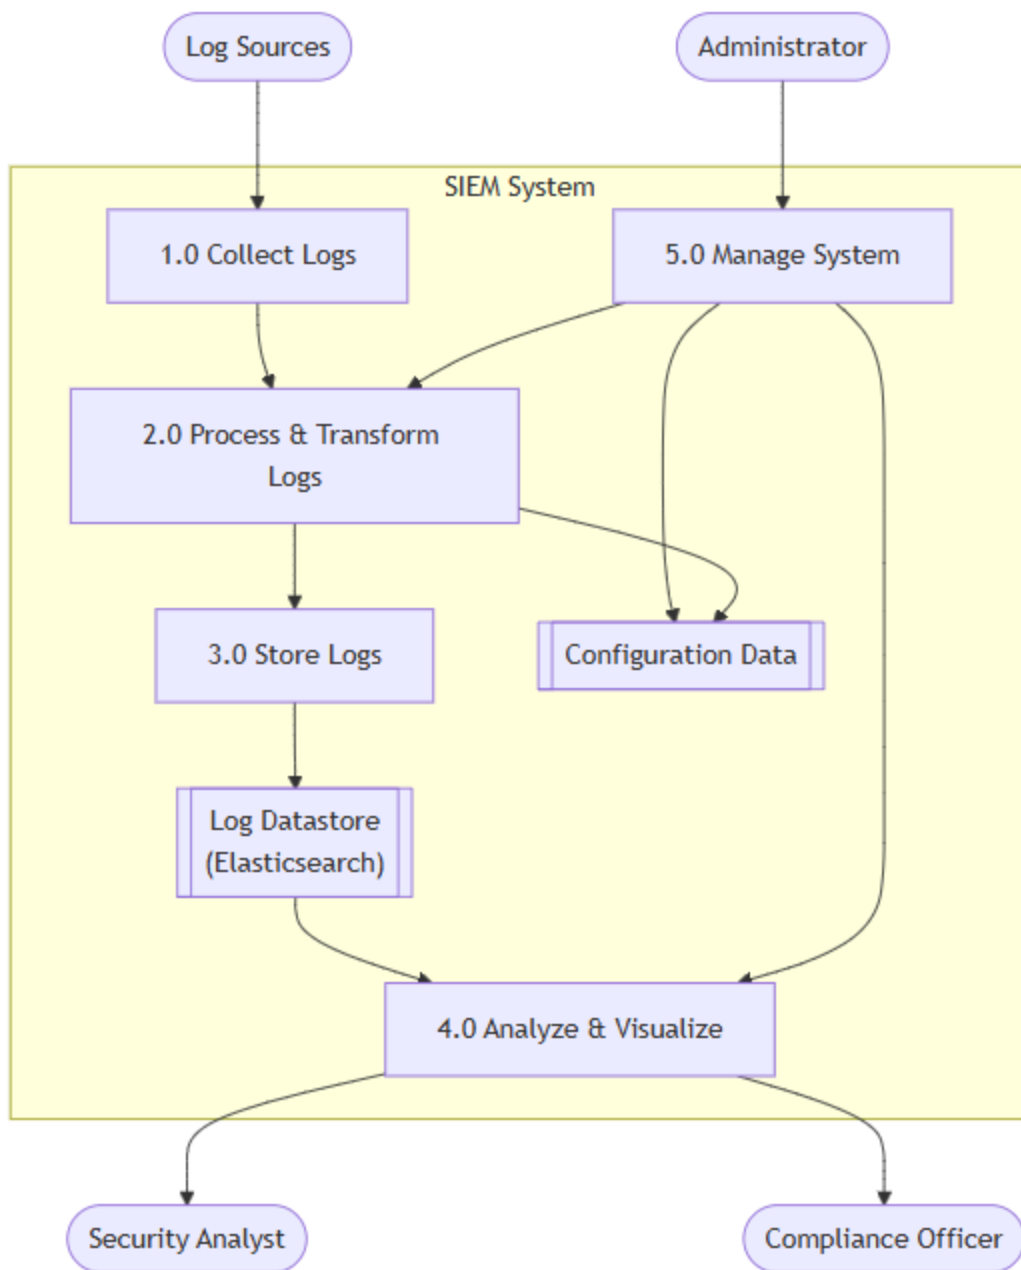 Log Sources
Administrator
SIEM System
1.0 Collect Logs
5.0 Manage System
2.0 Process & Transform
Logs
3.0 Store Logs
Configuration Data
Log Datastore
(Elasticsearch)
4.0 Analyze & Visualize
Security Analyst
Compliance Officer